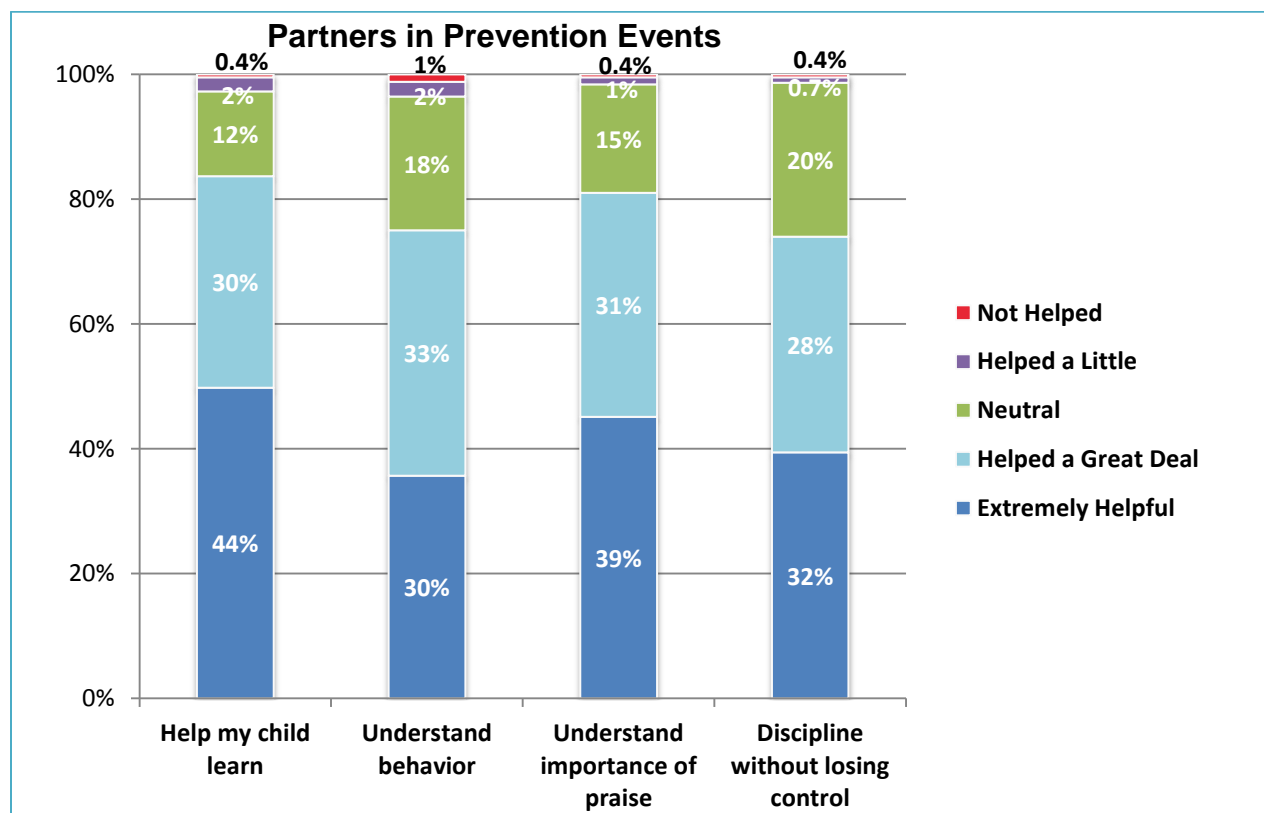 Partners in Prevention Events
0.4%
1%
0.4%
0.4%
100%
2%
2%
1%
0.7%
12%
18%
15%
20%
80%
30%
33%
31%
28%
60%
40%
44%
30%
39%
32%
20%
0%
Not Helped
Helped a Little
Neutral
Helped a Great Deal
Extremely Helpful
Help my child
learn
Understand
behavior
Understand
importance of
praise
Discipline
without losing
control